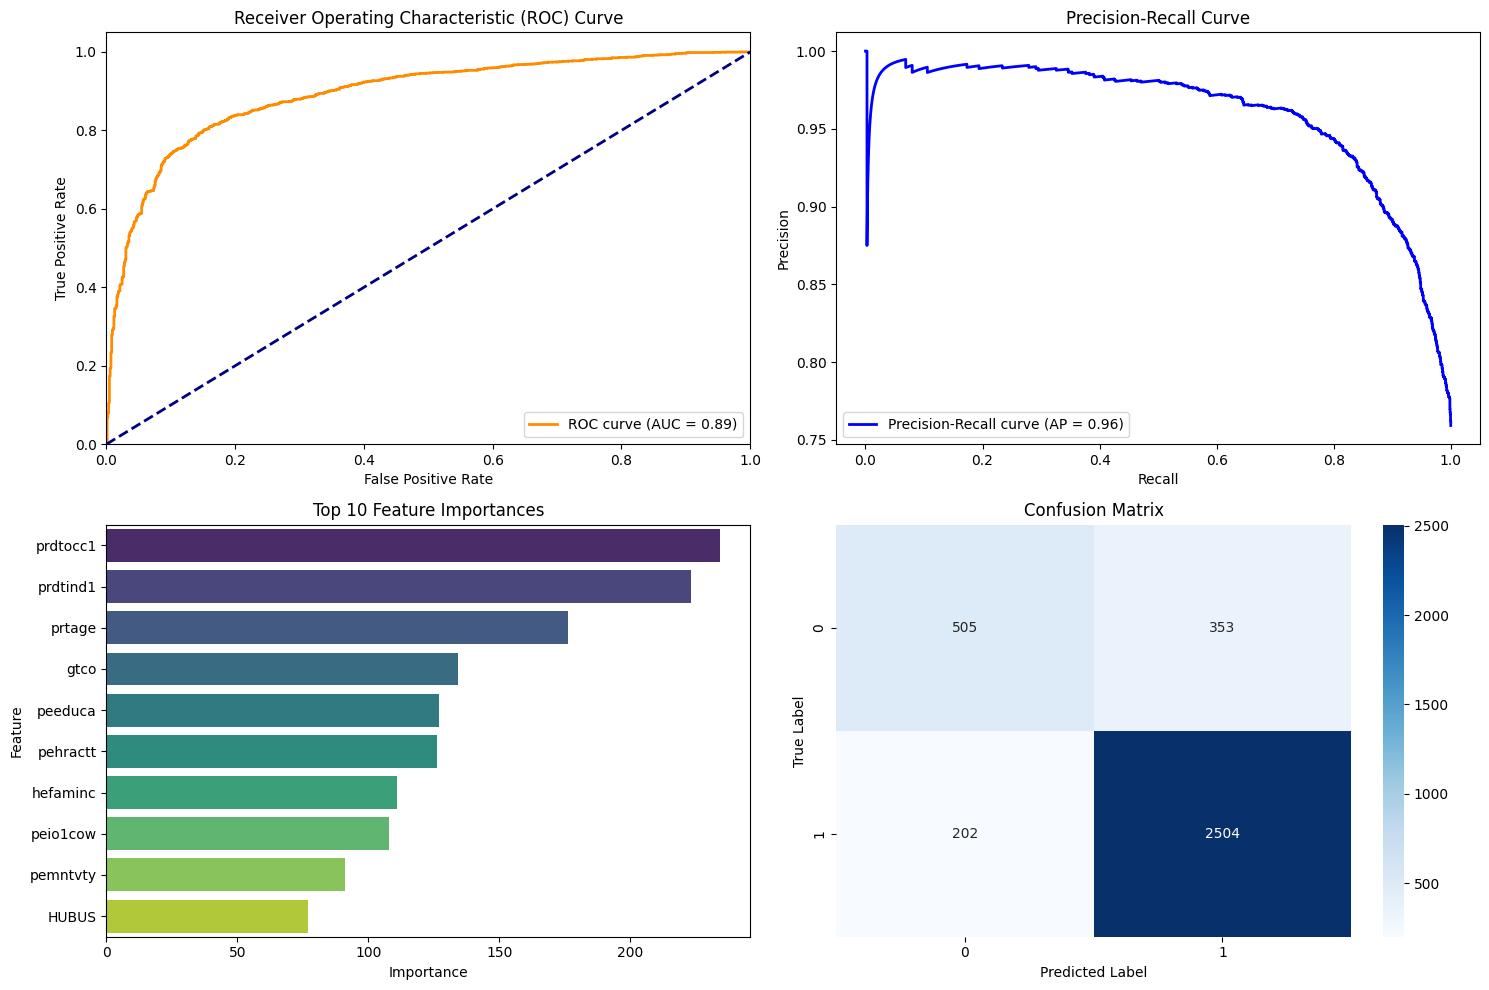 Receiver Operating Characteristic (ROC) Curve
1.0
0.8
0.6
0.4
0.2
0.0
True Positive Rate
0.0 0.2 0.4 0.6 0.8 1.0
False Positive Rate
ROC curve (AUC = 0.89)
Precision-Recall Curve
1.00
0.95
0.90
0.85
0.80
0.75
Precision
0.0 0.2 0.4 0.6 0.8 1.0
Recall
Precision-Recall curve (AP = 0.96)
Top 10 Feature Importances
Feature
prdtocc1
prdtind1
prtage
gtco
peeduca
pehractt
hefaminc
peio1cow
pemntvty
HUBUS
0 50 100 150 200
Importance
Confusion Matrix
True Label
0
1
505 353
202 2504
0 1
Predicted Label
2500
2000
1500
1000
500